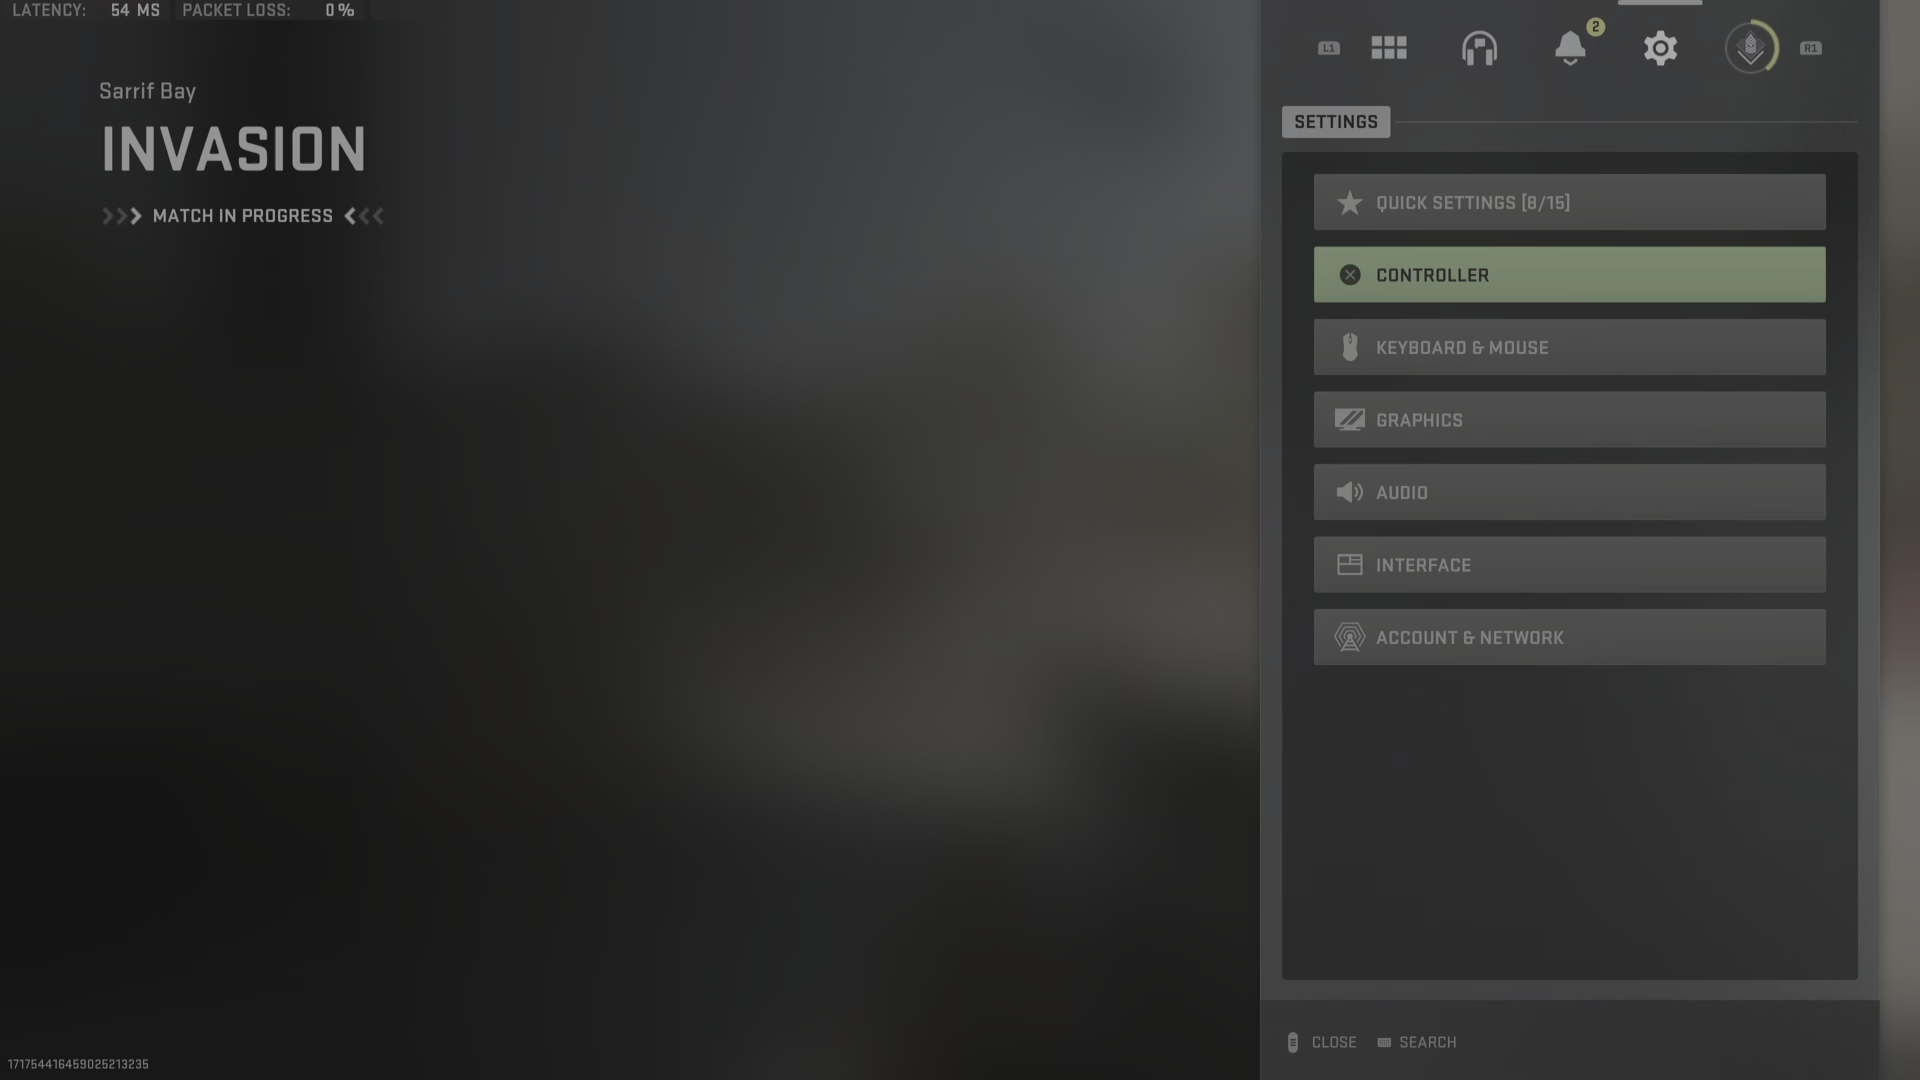 LATENCY: 54 MS PACKET LOSS: 0 %
L1
2
R1
Sarrif Bay
INVASION
MATCH IN PROGRESS
SETTINGS
QUICK SETTINGS [8/15]
CONTROLLER
KEYBOARD & MOUSE
GRAPHICS
AUDIO
INTERFACE
ACCOUNT & NETWORK
CLOSE SEARCH
17175441645902521323​5